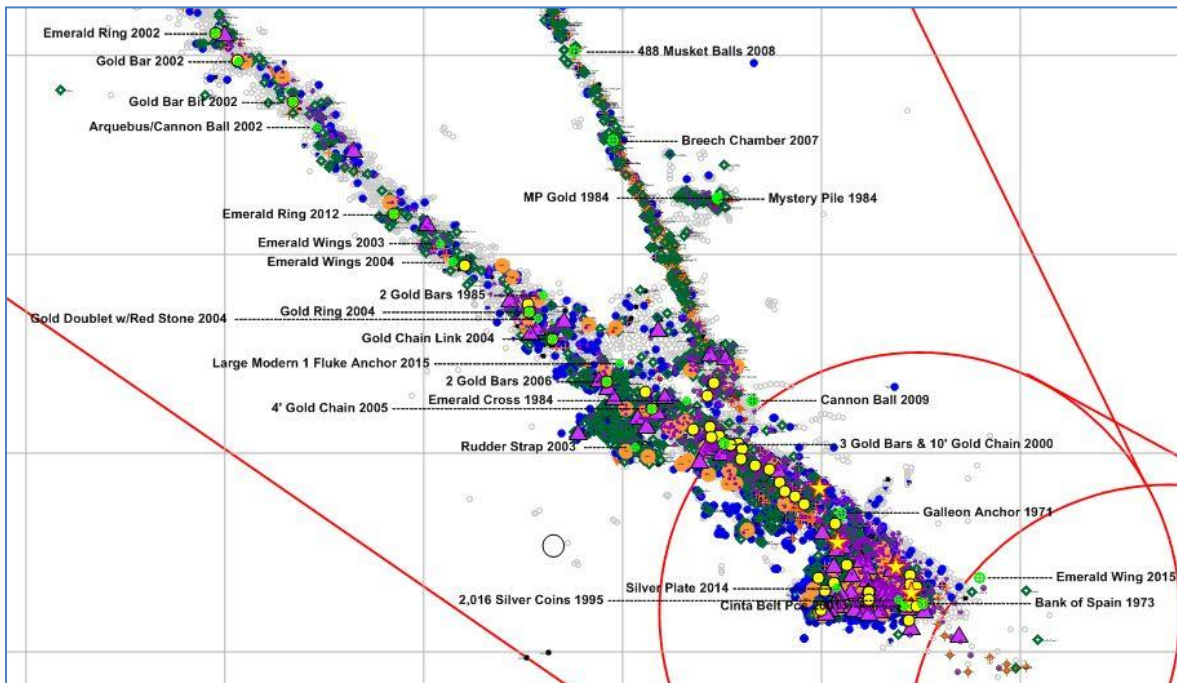 Emerald Ring 2002
488 Musket Balls 2008
Gold Bar 2002
Gold Bar Bit 2002
Arquebus/Cannon Ball 2002
Breech Chamber 2007
MP Gold 1984
Mystery Pile 1984
Emerald Ring 2012
Emerald Wings 2003
Emerald Wings 2004
2 Gold Bars 1985
Gold Ring 2004
Gold Doublet w/Red Stone 2004
Gold Chain Link 2004
Large Modern 1 Fluke Anchor 2015
2 Gold Bars 2006
Emerald Cross 1984
Cannon Ball 2009
4' Gold Chain 2005
Rudder Strap 2003
3 Gold Bars & 10' Gold Chain 2000
Galleon Anchor 1971
Emerald Wing 2015
Silver Plate 2014
2,016 Silver Coins 1995
Cinta Belt Pcs
Bank of Spain 1973